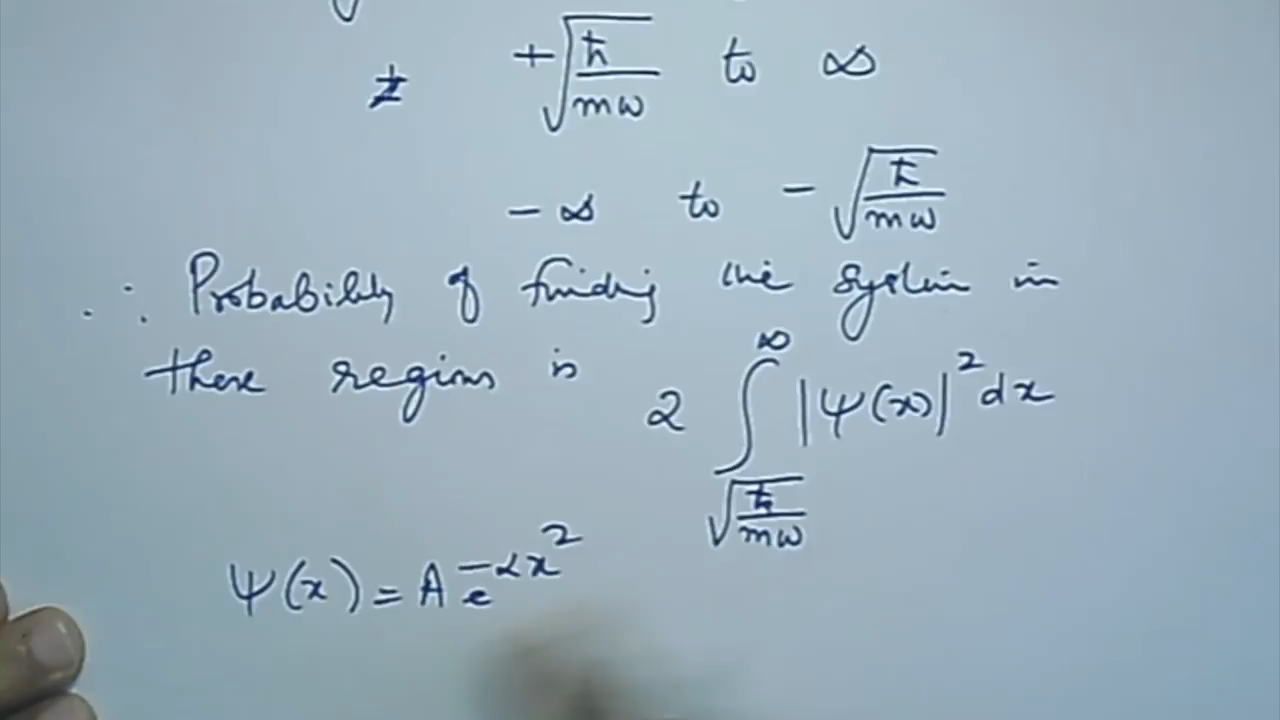 +√(ħ/mω) to ∞
-∞ to -√(ħ/mω)
∴ Probability of finding the system in
these regions is 2 ∫_{√(ħ/mω)}^{∞} |Ψ(x)|² dx
Ψ(x) = A e^{-αx²}